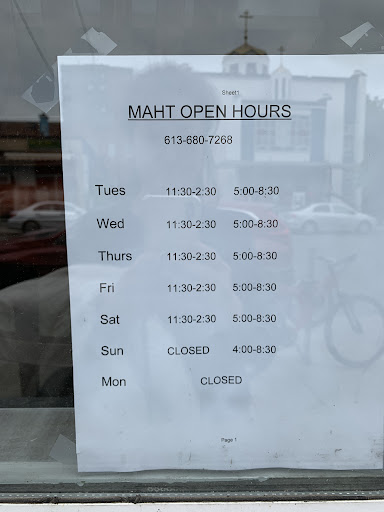 Sheet1
MAHT OPEN HOURS
613-680-7268
Tues 11:30-2:30 5:00-8:30
Wed 11:30-2:30 5:00-8:30
Thurs 11:30-2:30 5:00-8:30
Fri 11:30-2:30 5:00-8:30
Sat 11:30-2:30 5:00-8:30
Sun CLOSED 4:00-8:30
Mon CLOSED
Page 1